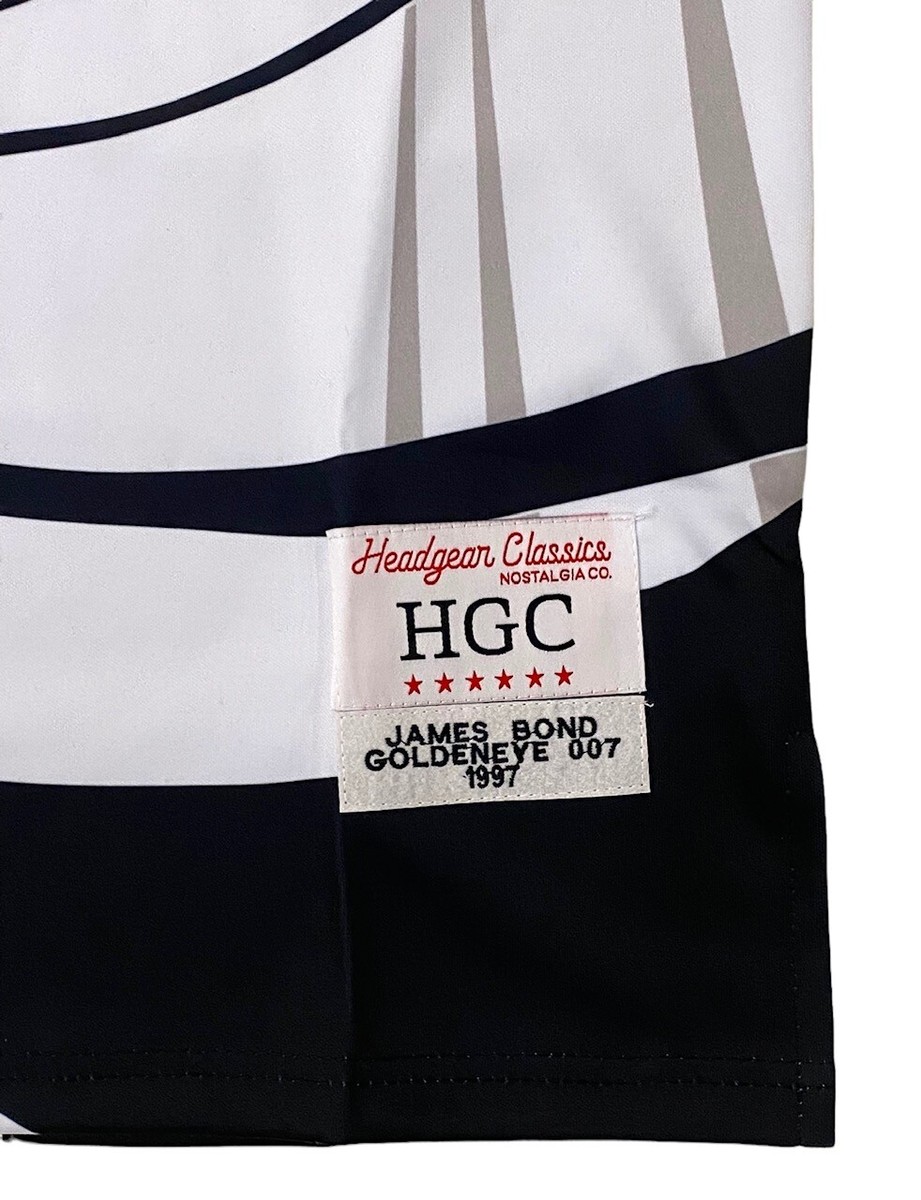 Headgear Classics
NOSTALGIA CO.
HGC
JAMES BOND
GOLDENEYE 007
1997